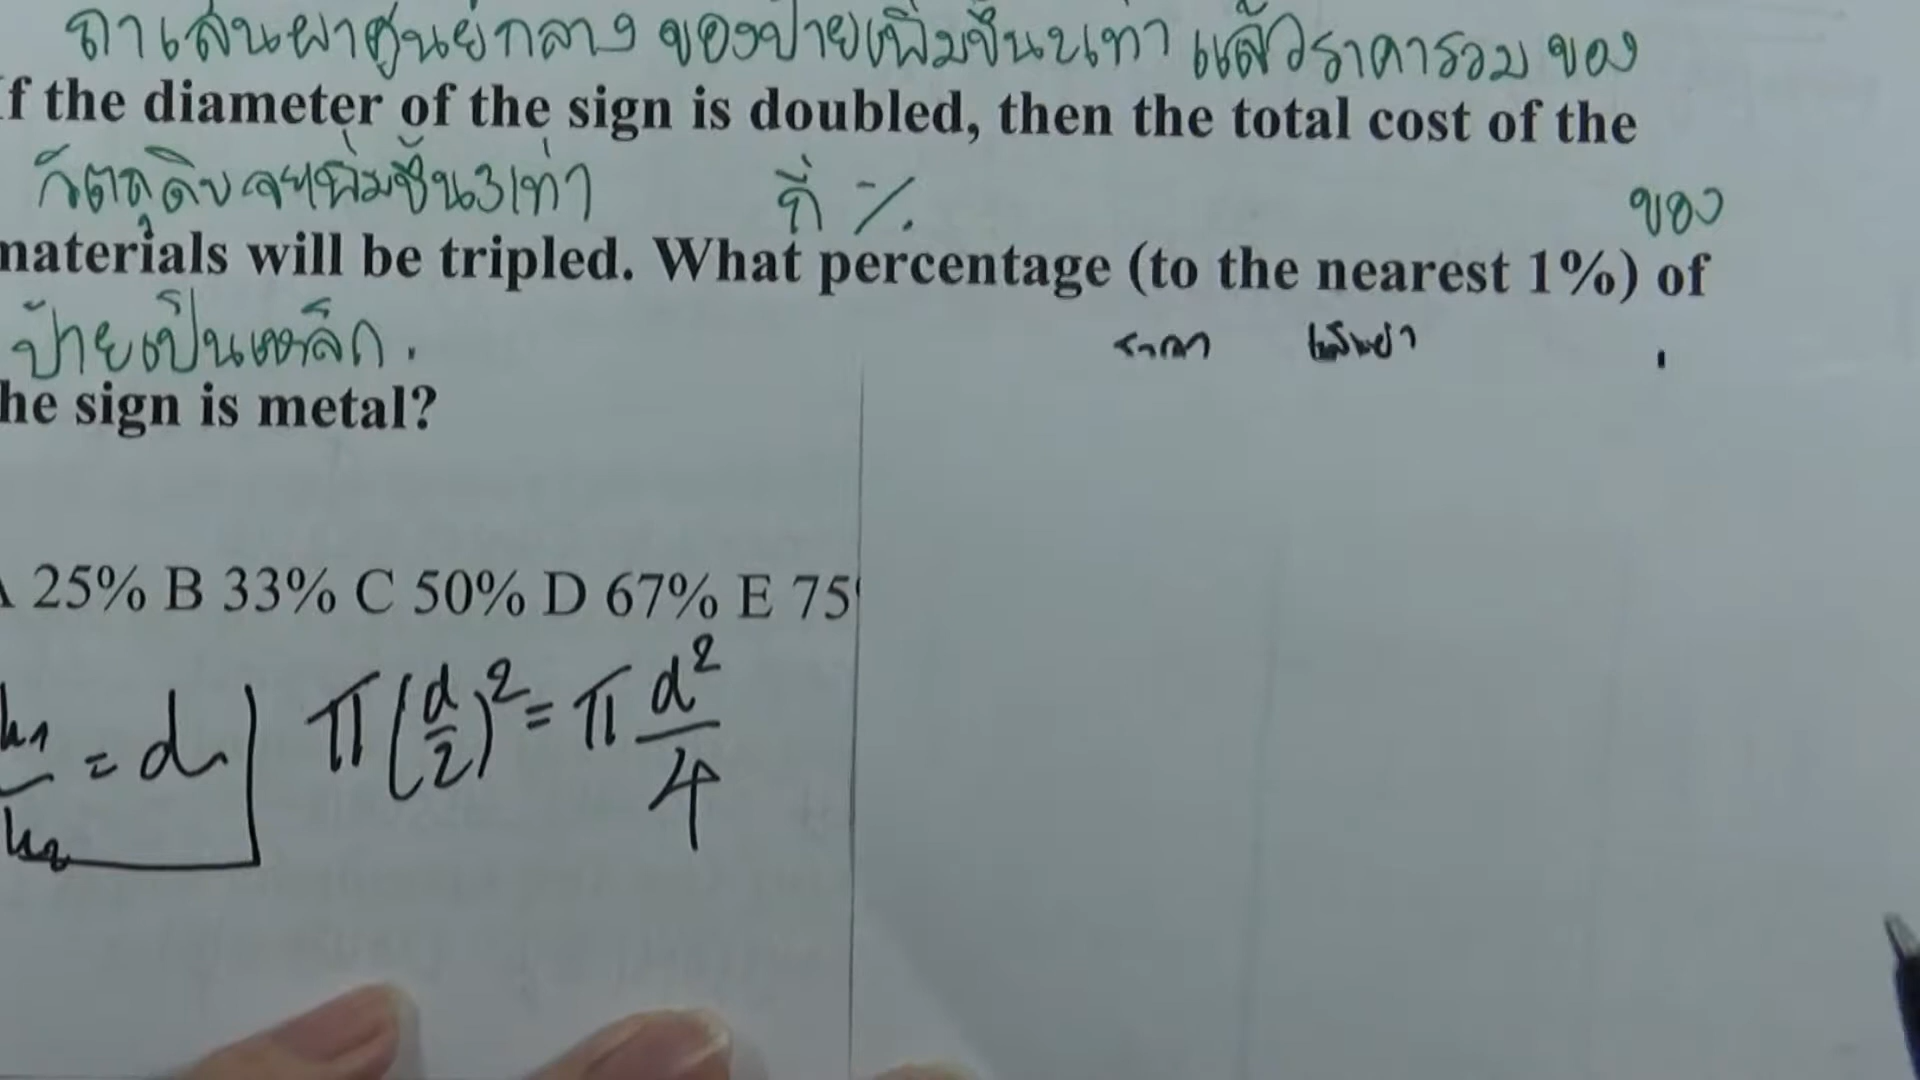 ถาเส้นผาศูนย์กลาง ของป้ายเพิ่มขึ้น2เท่า แล้วราคารวม ของ
f the diameter of the sign is doubled, then the total cost of the
วัตถุดิบจะเพิ่มขึ้น3เท่า กี่ % ของ
materials will be tripled. What percentage (to the nearest 1%) of
ป้ายเป็นเหล็ก.
ราคา
he sign is metal?
25% B 33% C 50% D 67% E 75
= d π(d/2)² = π d²/4